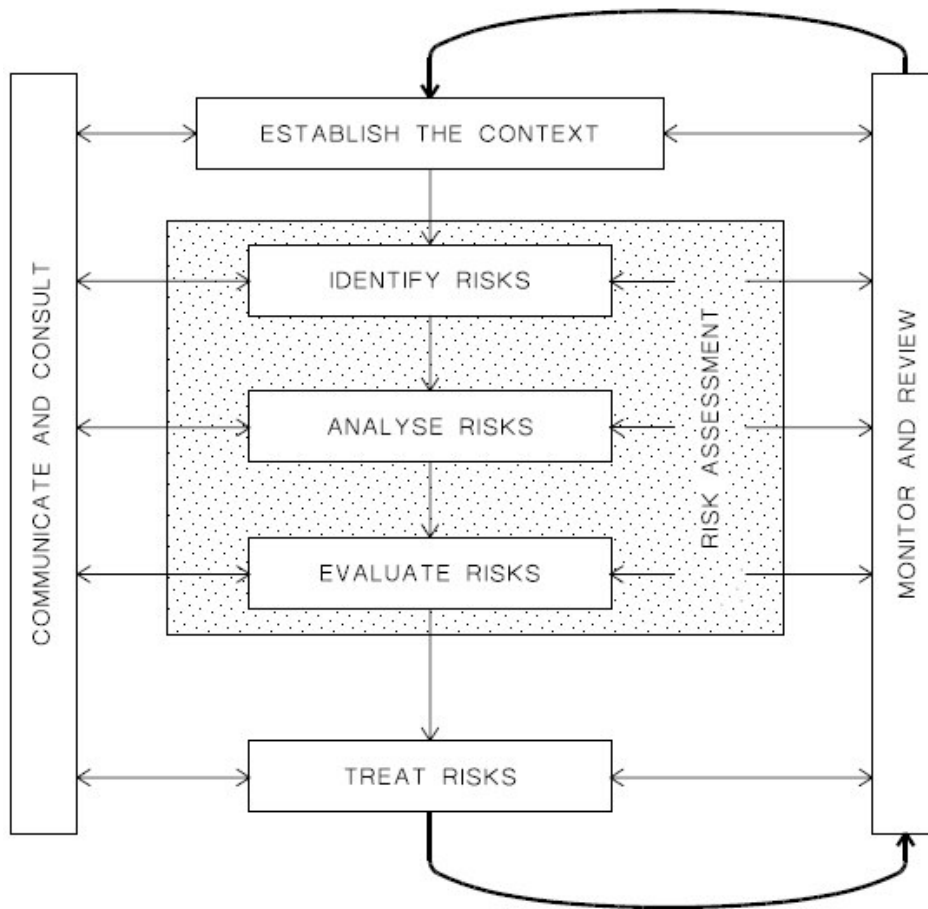 ESTABLISH THE CONTEXT
COMMUNICATE AND CONSULT
IDENTIFY RISKS
ANALYSE RISKS
EVALUATE RISKS
RISK ASSESSMENT
MONITOR AND REVIEW
TREAT RISKS